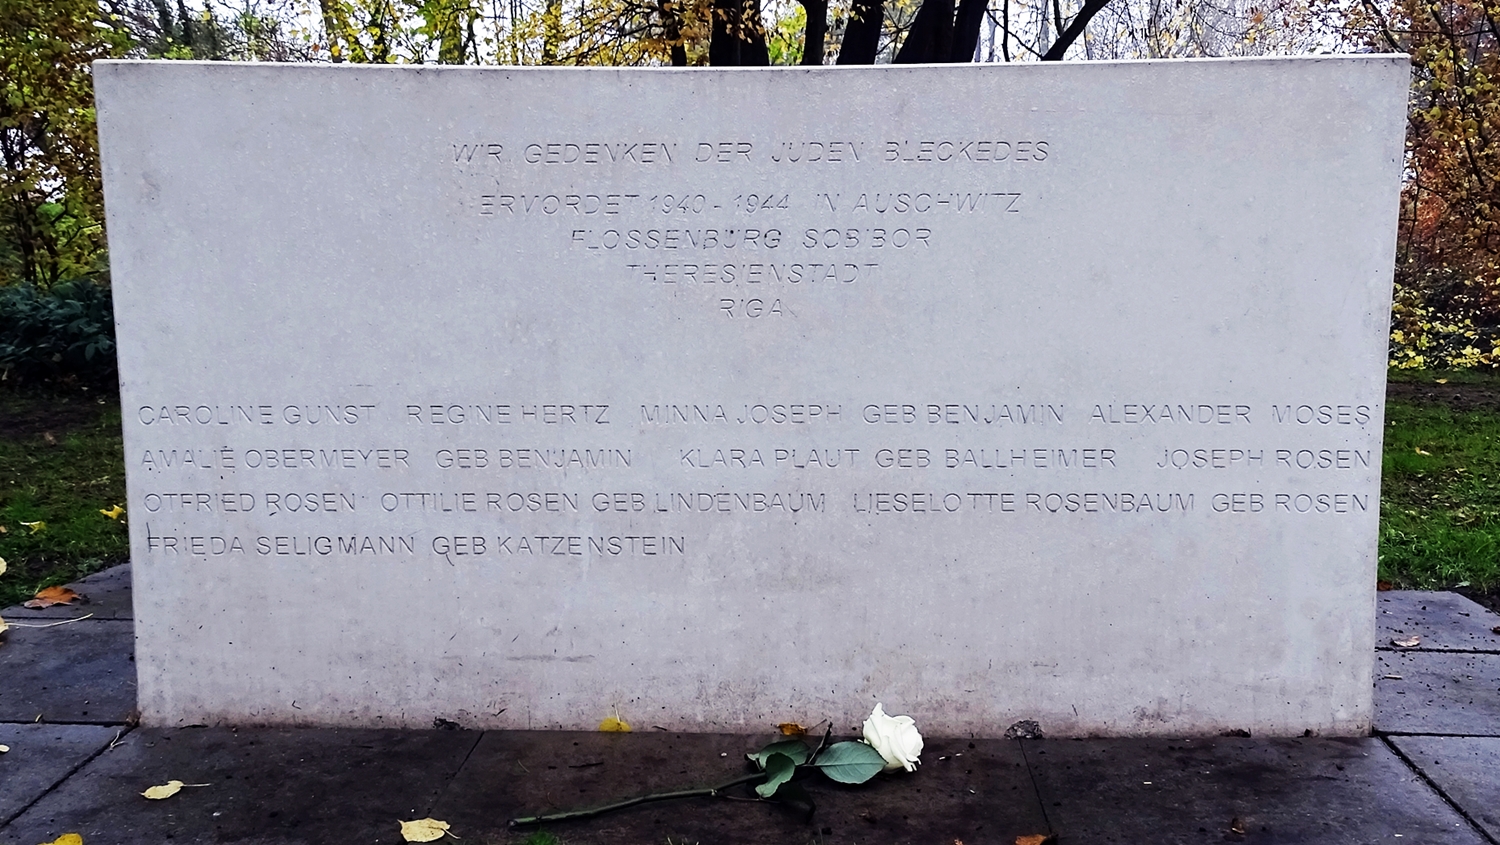 WIR GEDENKEN DER JUDEN BLECKEDES
ERMORDET 1940 - 1944 IN AUSCHWITZ
FLOSSENBÜRG SOBIBOR
THERESIENSTADT
RIGA
CAROLINE GUNST REGINE HERTZ MINNA JOSEPH GEB BENJAMIN ALEXANDER MOSES
AMALIE OBERMEYER GEB BENJAMIN KLARA PLAUT GEB BALLHEIMER JOSEPH ROSEN
OTFRIED ROSEN OTTILIE ROSEN GEB LINDENBAUM LIESELOTTE ROSENBAUM GEB ROSEN
FRIEDA SELIGMANN GEB KATZENSTEIN